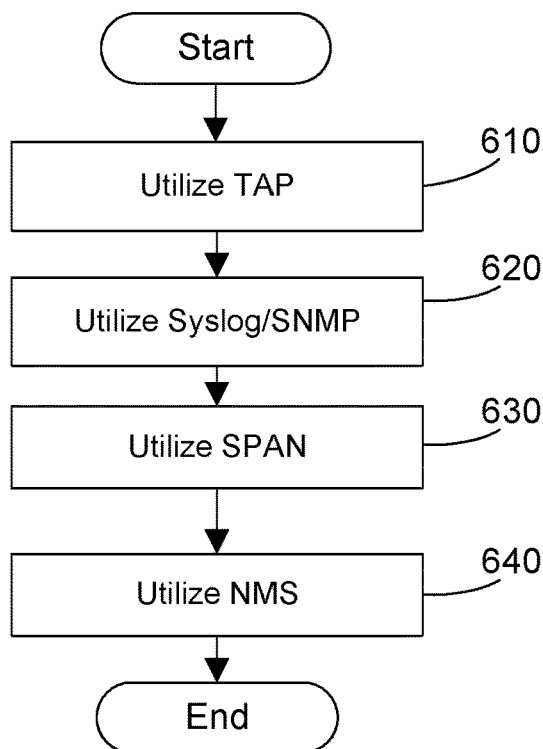 Start
610
Utilize TAP
620
Utilize Syslog/SNMP
630
Utilize SPAN
640
Utilize NMS
End